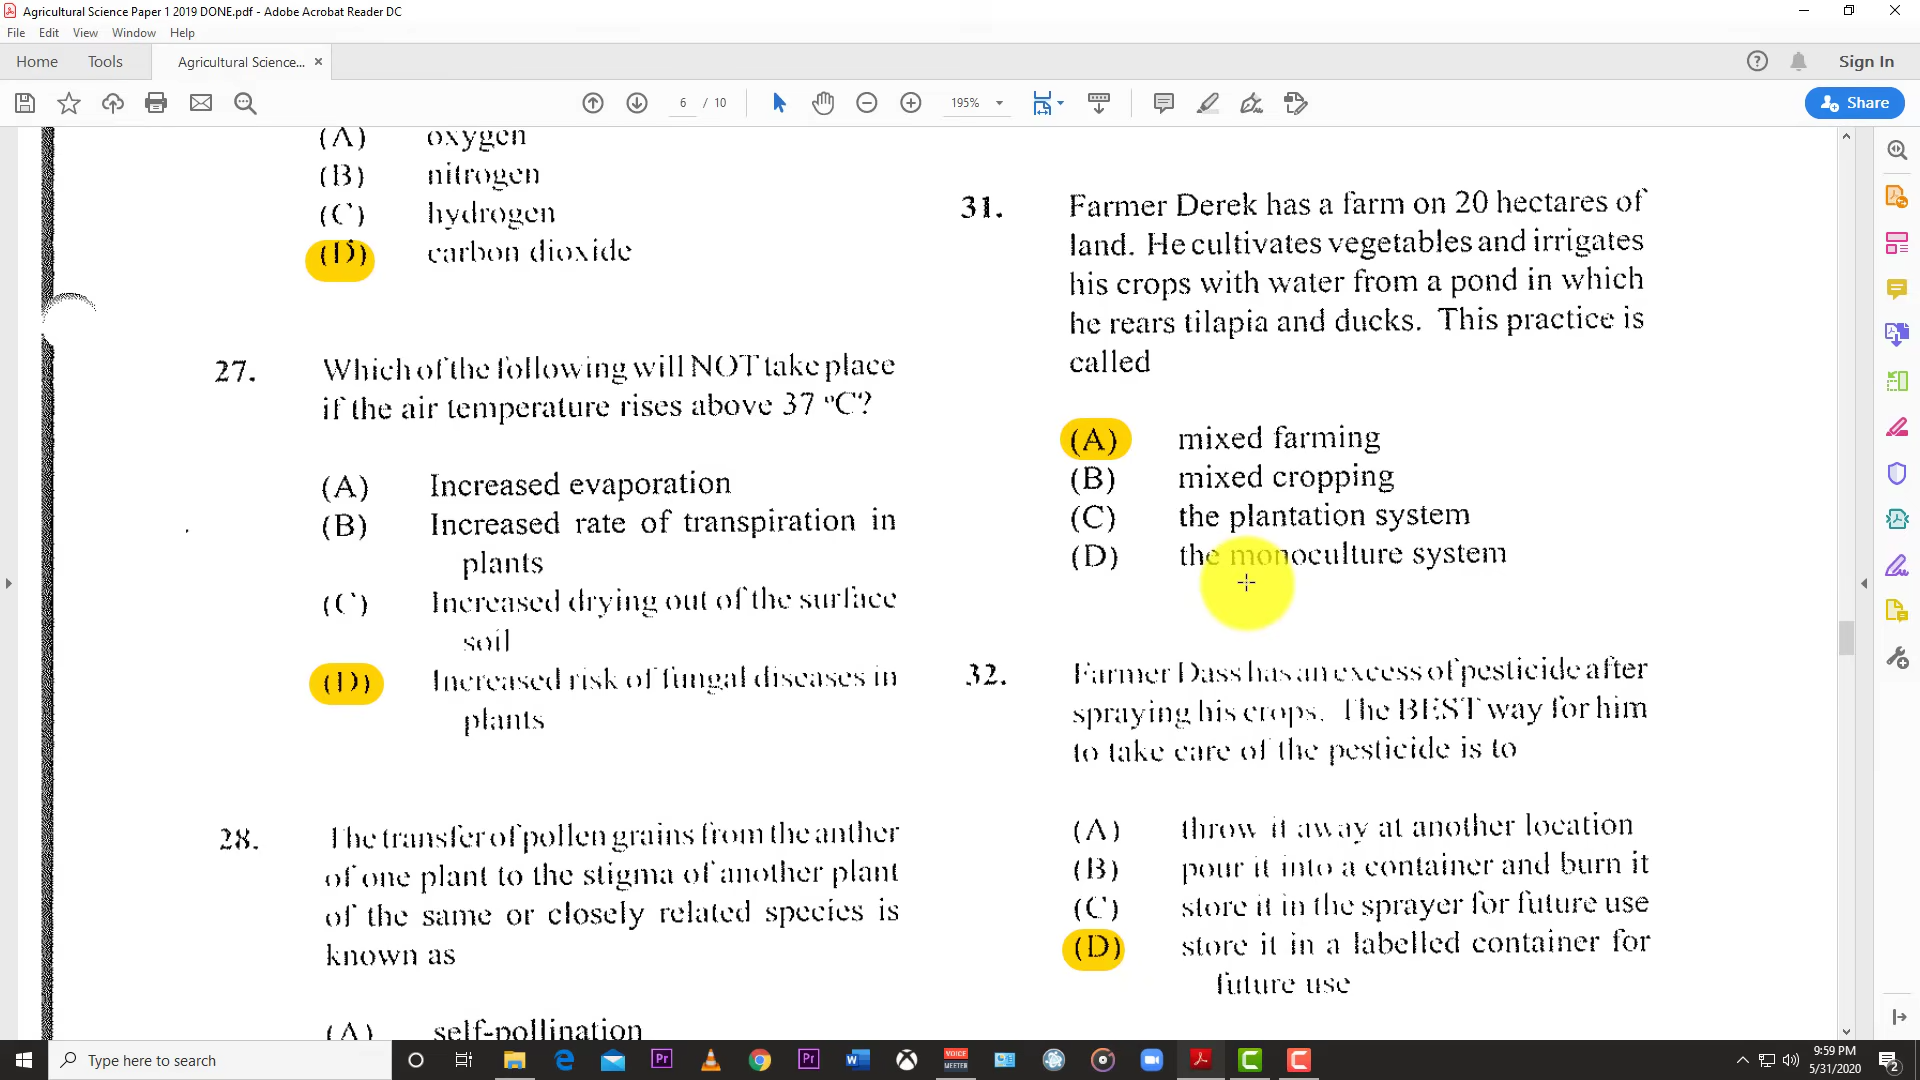 Agricultural Science Paper 1 2019 DONE.pdf - Adobe Acrobat Reader DC
File Edit View Window Help
Home Tools Agricultural Science... × Sign In
6 / 10 195% Share
(A) oxygen
(B) nitrogen
(C) hydrogen
(D) carbon dioxide
27. Which of the following will NOT take place
if the air temperature rises above 37 °C?
(A) Increased evaporation
(B) Increased rate of transpiration in
plants
(C) Increased drying out of the surface
soil
(D) Increased risk of fungal diseases in
plants
28. The transfer of pollen grains from the anther
of one plant to the stigma of another plant
of the same or closely related species is
known as
(A) self-pollination
31. Farmer Derek has a farm on 20 hectares of
land. He cultivates vegetables and irrigates
his crops with water from a pond in which
he rears tilapia and ducks. This practice is
called
(A) mixed farming
(B) mixed cropping
(C) the plantation system
(D) the monoculture system
32. Farmer Dass has an excess of pesticide after
spraying his crops. The BEST way for him
to take care of the pesticide is to
(A) throw it away at another location
(B) pour it into a container and burn it
(C) store it in the sprayer for future use
(D) store it in a labelled container for
future use
Type here to search
Pr
Pr
VOICE
MEETER
9:59 PM
5/31/2020
2